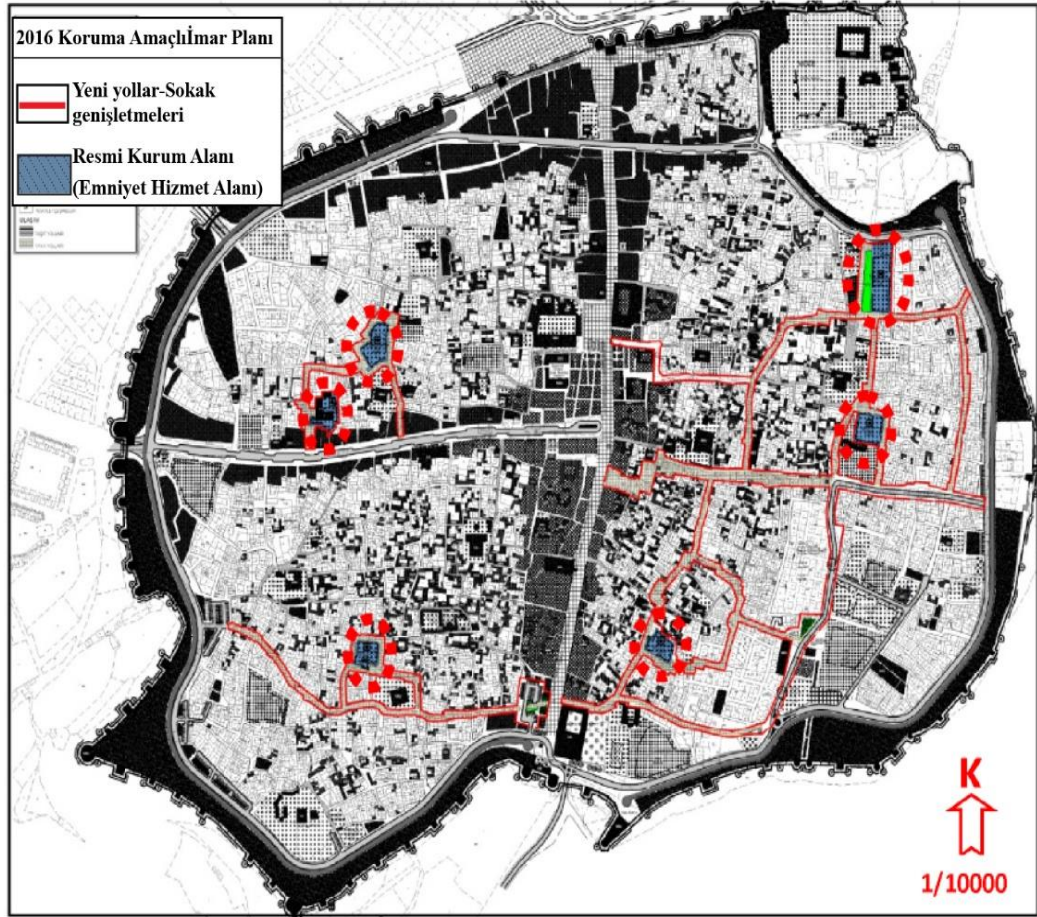 2016 Koruma Amaçlıİmar Planı
Yeni yollar-Sokak
genişletmeleri
Resmi Kurum Alanı
(Emniyet Hizmet Alanı)
K
1/10000